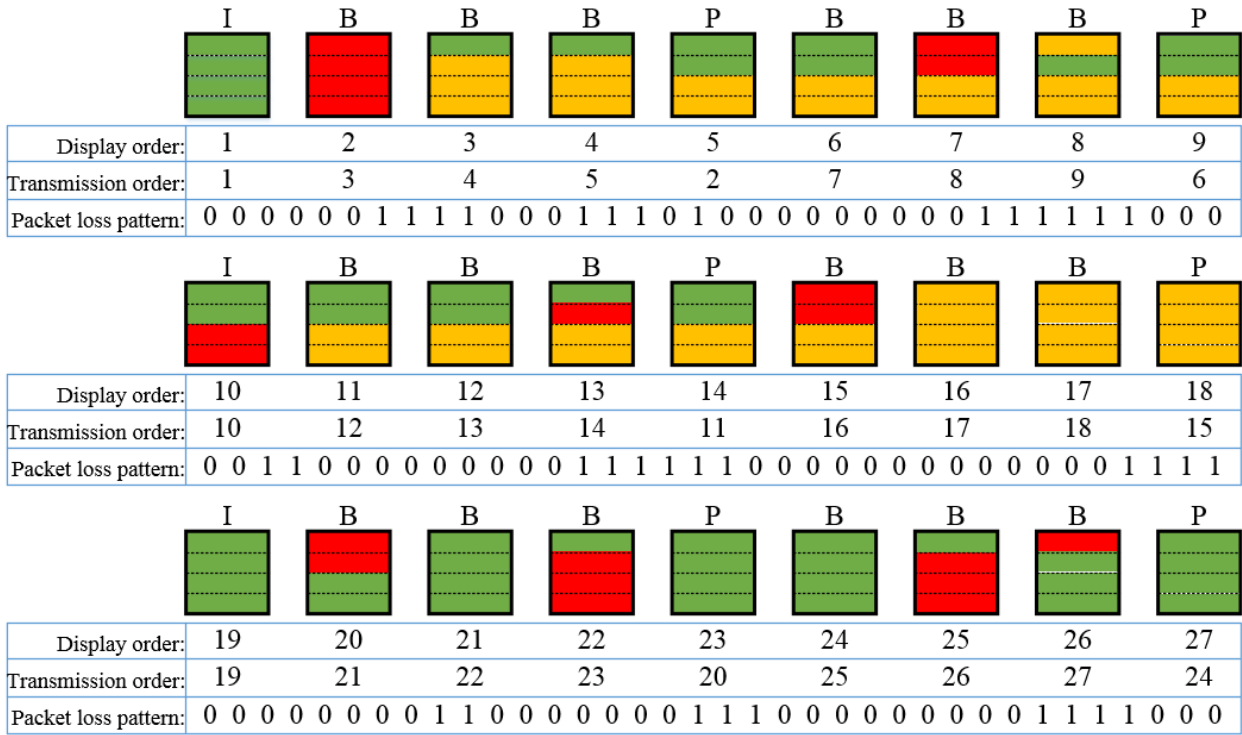 I B B B P B B B P
Display order: 1 2 3 4 5 6 7 8 9
Transmission order: 1 3 4 5 2 7 8 9 6
Packet loss pattern: 0 0 0 0 0 0 1 1 1 1 0 0 0 1 1 1 0 1 0 0 0 0 0 0 0 0 0 1 1 1 1 1 1 0 0 0
I B B B P B B B P
Display order: 10 11 12 13 14 15 16 17 18
Transmission order: 10 12 13 14 11 16 17 18 15
Packet loss pattern: 0 0 1 1 0 0 0 0 0 0 0 0 0 1 1 1 1 1 1 0 0 0 0 0 0 0 0 0 0 0 0 0 1 1 1 1
I B B B P B B B P
Display order: 19 20 21 22 23 24 25 26 27
Transmission order: 19 21 22 23 20 25 26 27 24
Packet loss pattern: 0 0 0 0 0 0 0 0 1 1 0 0 0 0 0 0 0 1 1 1 0 0 0 0 0 0 0 0 0 1 1 1 1 0 0 0